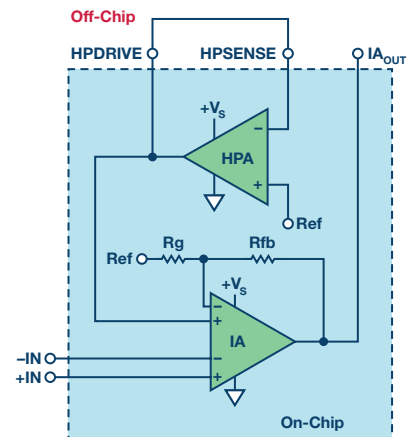 Off-Chip
HPDRIVE
HPSENSE
IAOUT
+VS
−
HPA
+
Ref
Rg
Rfb
Ref
+VS
−
+
IA
−IN
−
+IN
+
On-Chip